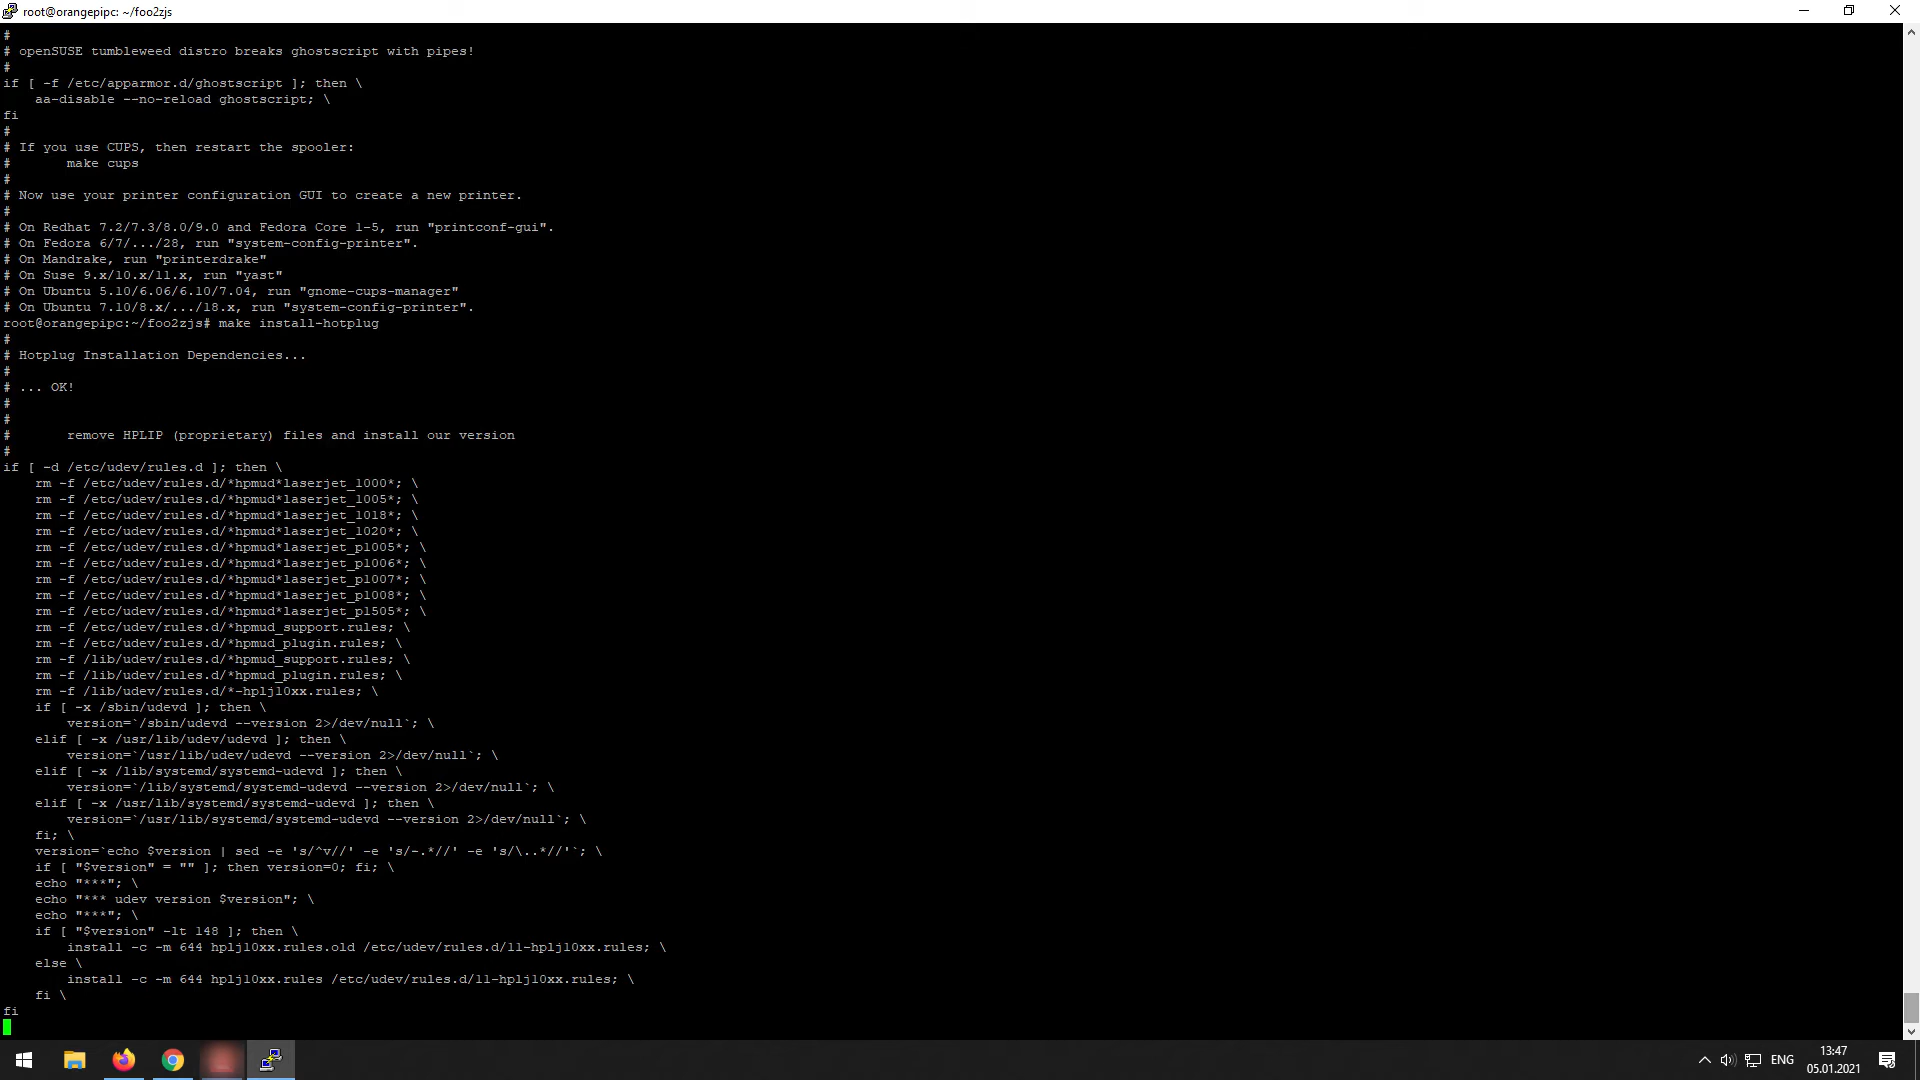 root@orangepipc: ~/foo2zjs
#
# openSUSE tumbleweed distro breaks ghostscript with pipes!
#
if [ -f /etc/apparmor.d/ghostscript ]; then \
    aa-disable --no-reload ghostscript; \
fi
#
# If you use CUPS, then restart the spooler:
#       make cups
#
# Now use your printer configuration GUI to create a new printer.
#
# On Redhat 7.2/7.3/8.0/9.0 and Fedora Core 1-5, run "printconf-gui".
# On Fedora 6/7/.../28, run "system-config-printer".
# On Mandrake, run "printerdrake"
# On Suse 9.x/10.x/11.x, run "yast"
# On Ubuntu 5.10/6.06/6.10/7.04, run "gnome-cups-manager"
# On Ubuntu 7.10/8.x/.../18.x, run "system-config-printer".
root@orangepipc:~/foo2zjs# make install-hotplug
#
# Hotplug Installation Dependencies...
#
# ... OK!
#
#
#       remove HPLIP (proprietary) files and install our version
#
if [ -d /etc/udev/rules.d ]; then \
    rm -f /etc/udev/rules.d/*hpmud*laserjet_1000*; \
    rm -f /etc/udev/rules.d/*hpmud*laserjet_1005*; \
    rm -f /etc/udev/rules.d/*hpmud*laserjet_1018*; \
    rm -f /etc/udev/rules.d/*hpmud*laserjet_1020*; \
    rm -f /etc/udev/rules.d/*hpmud*laserjet_p1005*; \
    rm -f /etc/udev/rules.d/*hpmud*laserjet_p1006*; \
    rm -f /etc/udev/rules.d/*hpmud*laserjet_p1007*; \
    rm -f /etc/udev/rules.d/*hpmud*laserjet_p1008*; \
    rm -f /etc/udev/rules.d/*hpmud*laserjet_p1505*; \
    rm -f /etc/udev/rules.d/*hpmud_support.rules; \
    rm -f /etc/udev/rules.d/*hpmud_plugin.rules; \
    rm -f /lib/udev/rules.d/*hpmud_support.rules; \
    rm -f /lib/udev/rules.d/*hpmud_plugin.rules; \
    rm -f /lib/udev/rules.d/*-hplj10xx.rules; \
    if [ -x /sbin/udevd ]; then \
        version=`/sbin/udevd --version 2>/dev/null`; \
    elif [ -x /usr/lib/udev/udevd ]; then \
        version=`/usr/lib/udev/udevd --version 2>/dev/null`; \
    elif [ -x /lib/systemd/systemd-udevd ]; then \
        version=`/lib/systemd/systemd-udevd --version 2>/dev/null`; \
    elif [ -x /usr/lib/systemd/systemd-udevd ]; then \
        version=`/usr/lib/systemd/systemd-udevd --version 2>/dev/null`; \
    fi; \
    version=`echo $version | sed -e 's/^v//' -e 's/-.*//' -e 's/\..*//'`; \
    if [ "$version" = "" ]; then version=0; fi; \
    echo "***"; \
    echo "*** udev version $version"; \
    echo "***"; \
    if [ "$version" -lt 148 ]; then \
        install -c -m 644 hplj10xx.rules.old /etc/udev/rules.d/11-hplj10xx.rules; \
    else \
        install -c -m 644 hplj10xx.rules /etc/udev/rules.d/11-hplj10xx.rules; \
    fi \
fi
ENG
13:47
05.01.2021